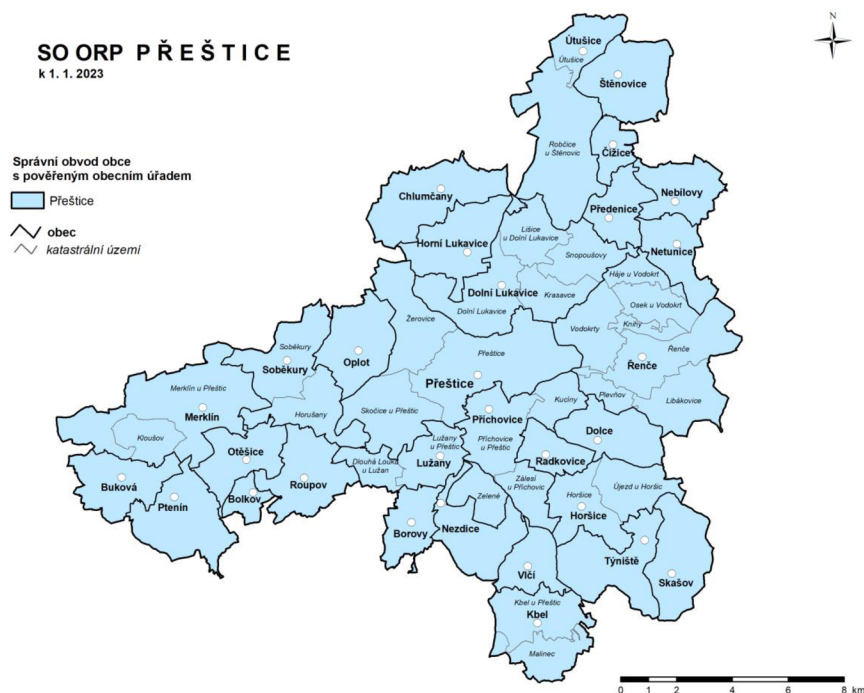 SO ORP PŘEŠTICE
k 1. 1. 2023
N
Správní obvod obce
s pověřeným obecním úřadem
Přeštice
obec
katastrální území
Útušice
Útušice
Štěnovice
Robčice
u Štěnovic
Čižice
Chlumčany
Nebílovy
Předenice
Horní Lukavice
Lišice
u Dolní Lukavice
Snopoušovy
Netunice
Háje u Vodokrt
Dolní Lukavice
Krasavce
Dolní Lukavice
Osek u Vodokrt
Žerovice
Vodokrty
Knihy
Soběkury
Soběkury
Oplot
Přeštice
Přeštice
Řenče
Řenče
Merklín u Přeštic
Merklín
Horušany
Skočice u Přeštic
Příchovice
Kucíny
Plevňov
Libákovice
Kloušov
Otěšice
Lužany
u Přeštic
Příchovice
u Přeštic
Dolce
Buková
Ptenín
Bolkov
Roupov
Dlouhá Louka
u Lužan
Lužany
Radkovice
Zálesí
u Příchovic
Zelené
Horšice
Horšice
Újezd u Horšic
Borovy
Nezdice
Týniště
Vlčí
Skašov
Kbel u Přeštic
Kbel
Malinec
0 1 2 4 6 8 km